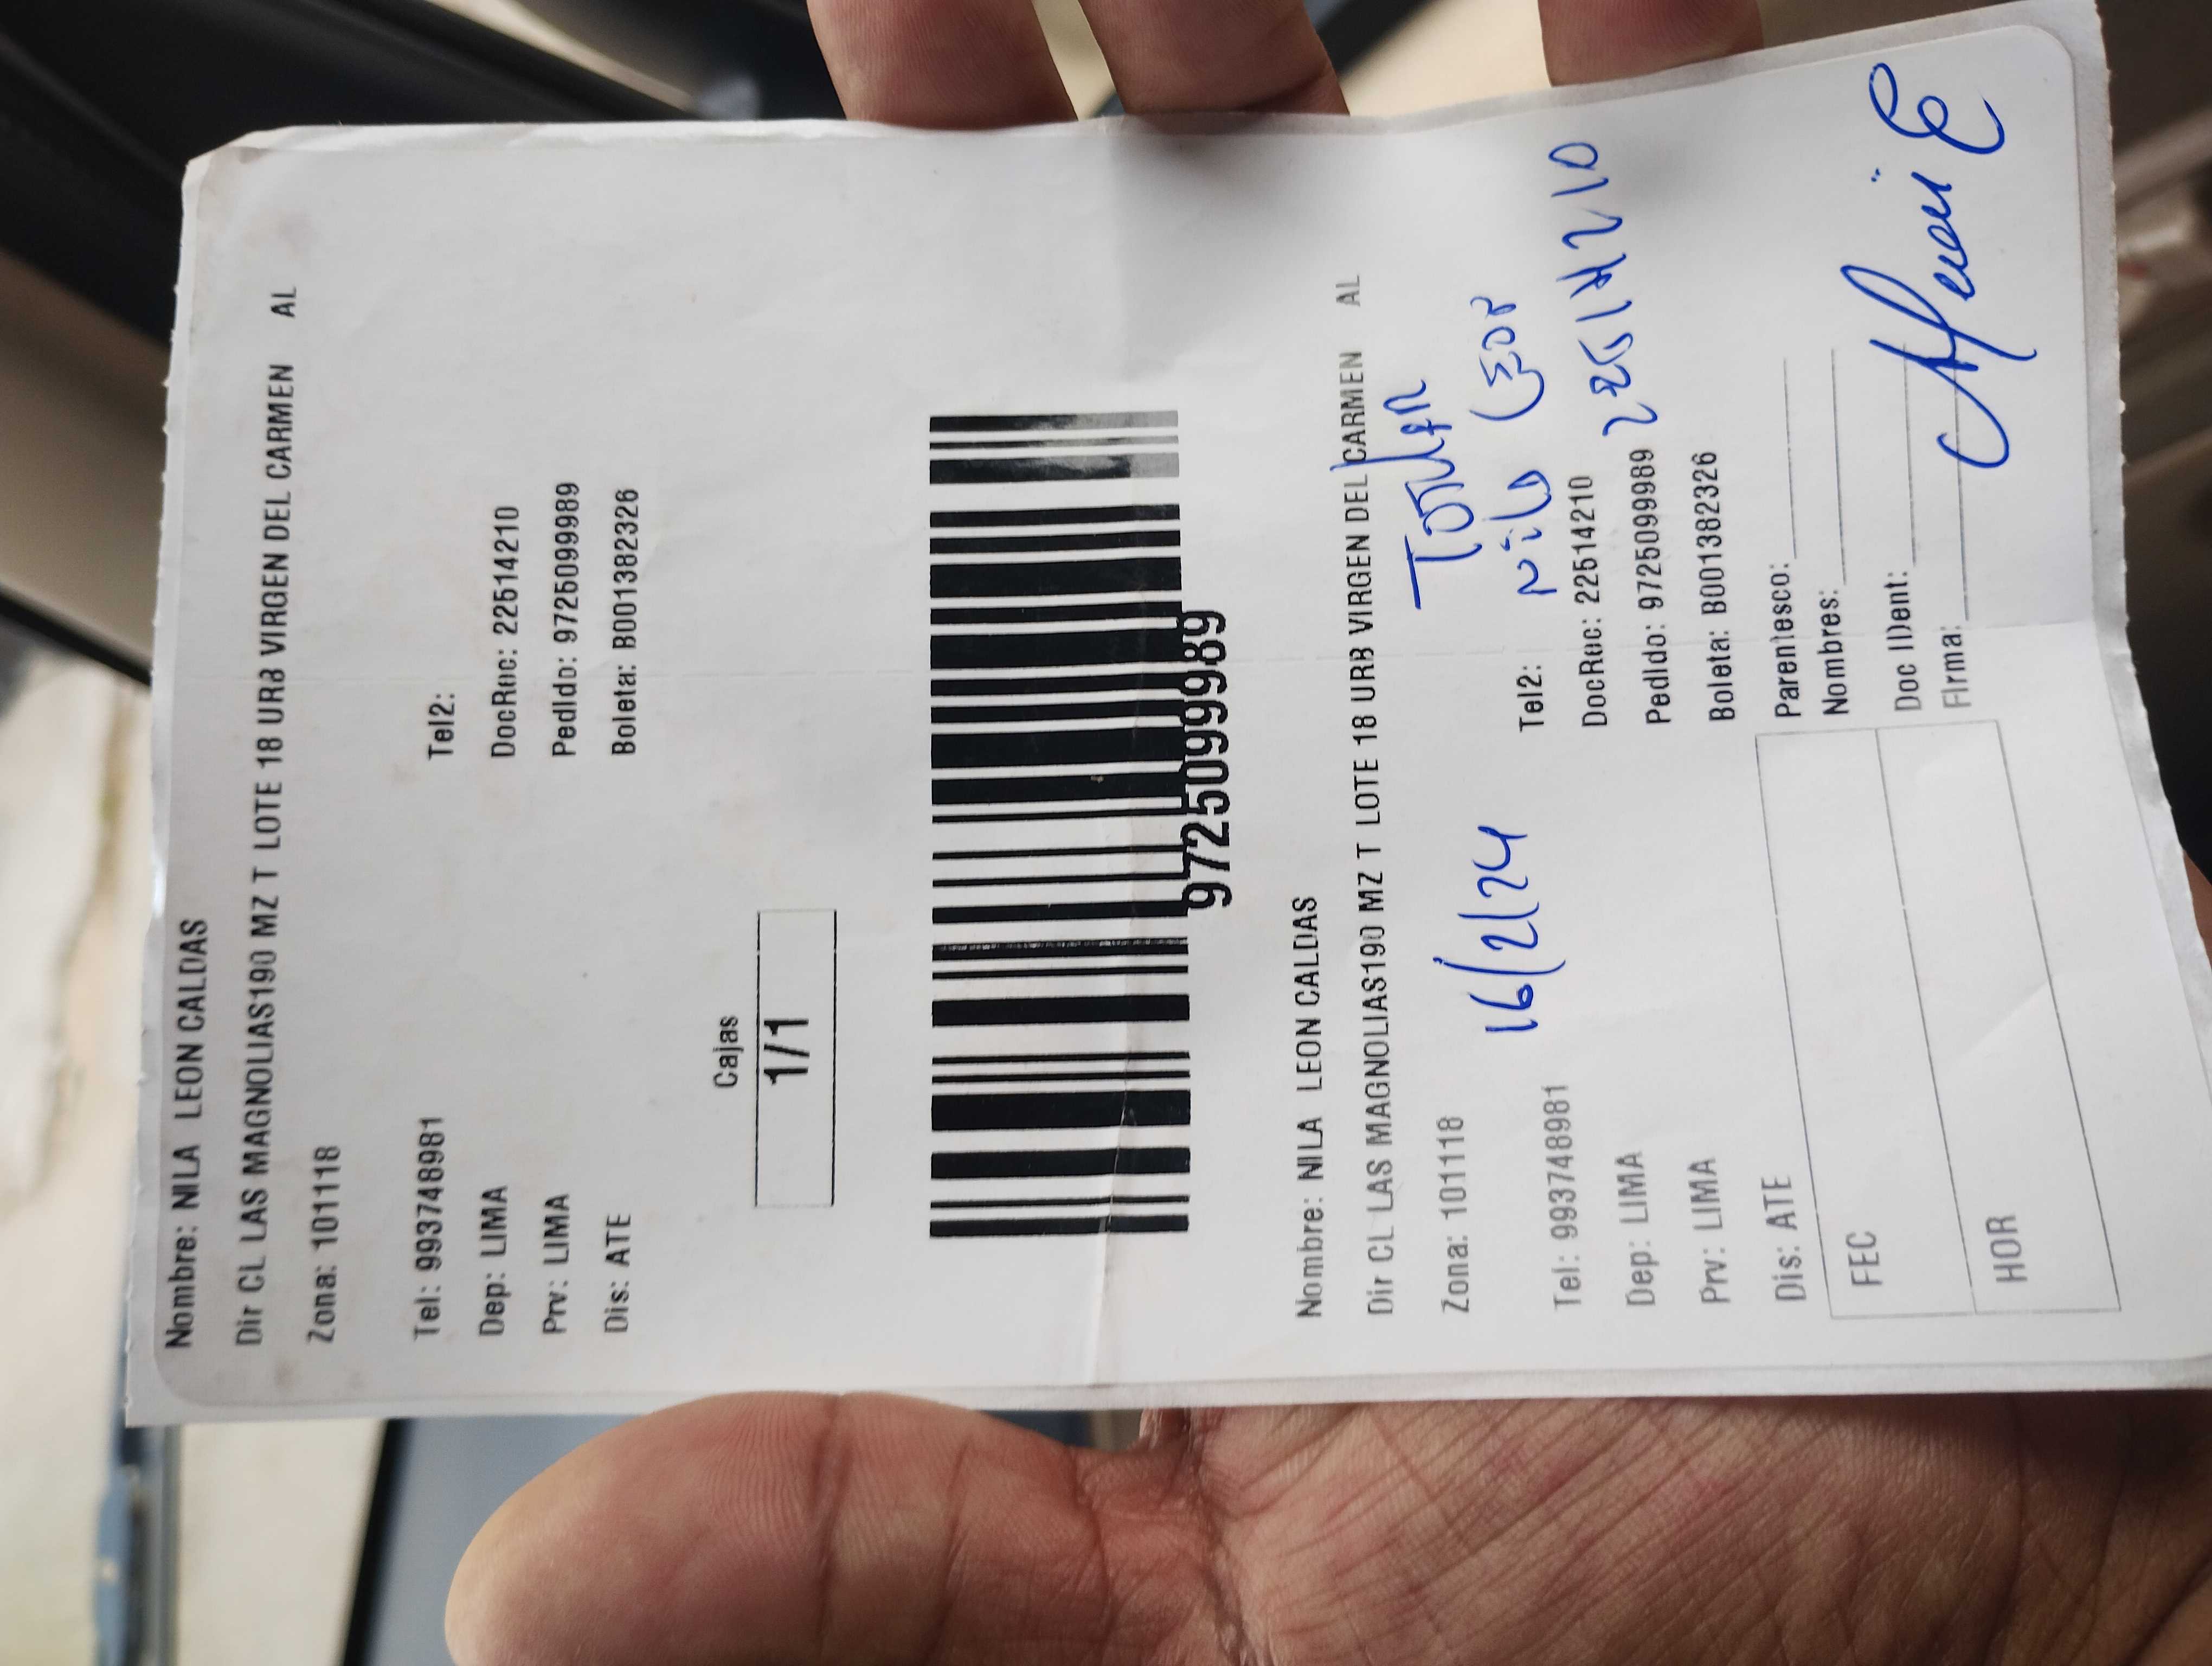 Nombre: NILA LEON CALDAS
Dir CL LAS MAGNOLIAS190 MZ T LOTE 18 URB VIRGEN DEL CARMEN AL
Zona: 101118
Tel: 993748981 Tel2:
Dep: LIMA DocRec: 22514210
Prv: LIMA Pedido: 9725099989
Dis: ATE Boleta: B001382326
Cajas
1/1
9725099989
Nombre: NILA LEON CALDAS
Dir CL LAS MAGNOLIAS190 MZ T LOTE 18 URB VIRGEN DEL CARMEN AL
Zona: 101118
16/2/24
Tel: 993748981 Tel2:
Dep: LIMA DocRec: 22514210
22514210
Prv: LIMA Pedido: 9725099989
Dis: ATE Boleta: B001382326
FEC
HOR
Parentesco:
Nombres:
Doc IDent:
Firma: